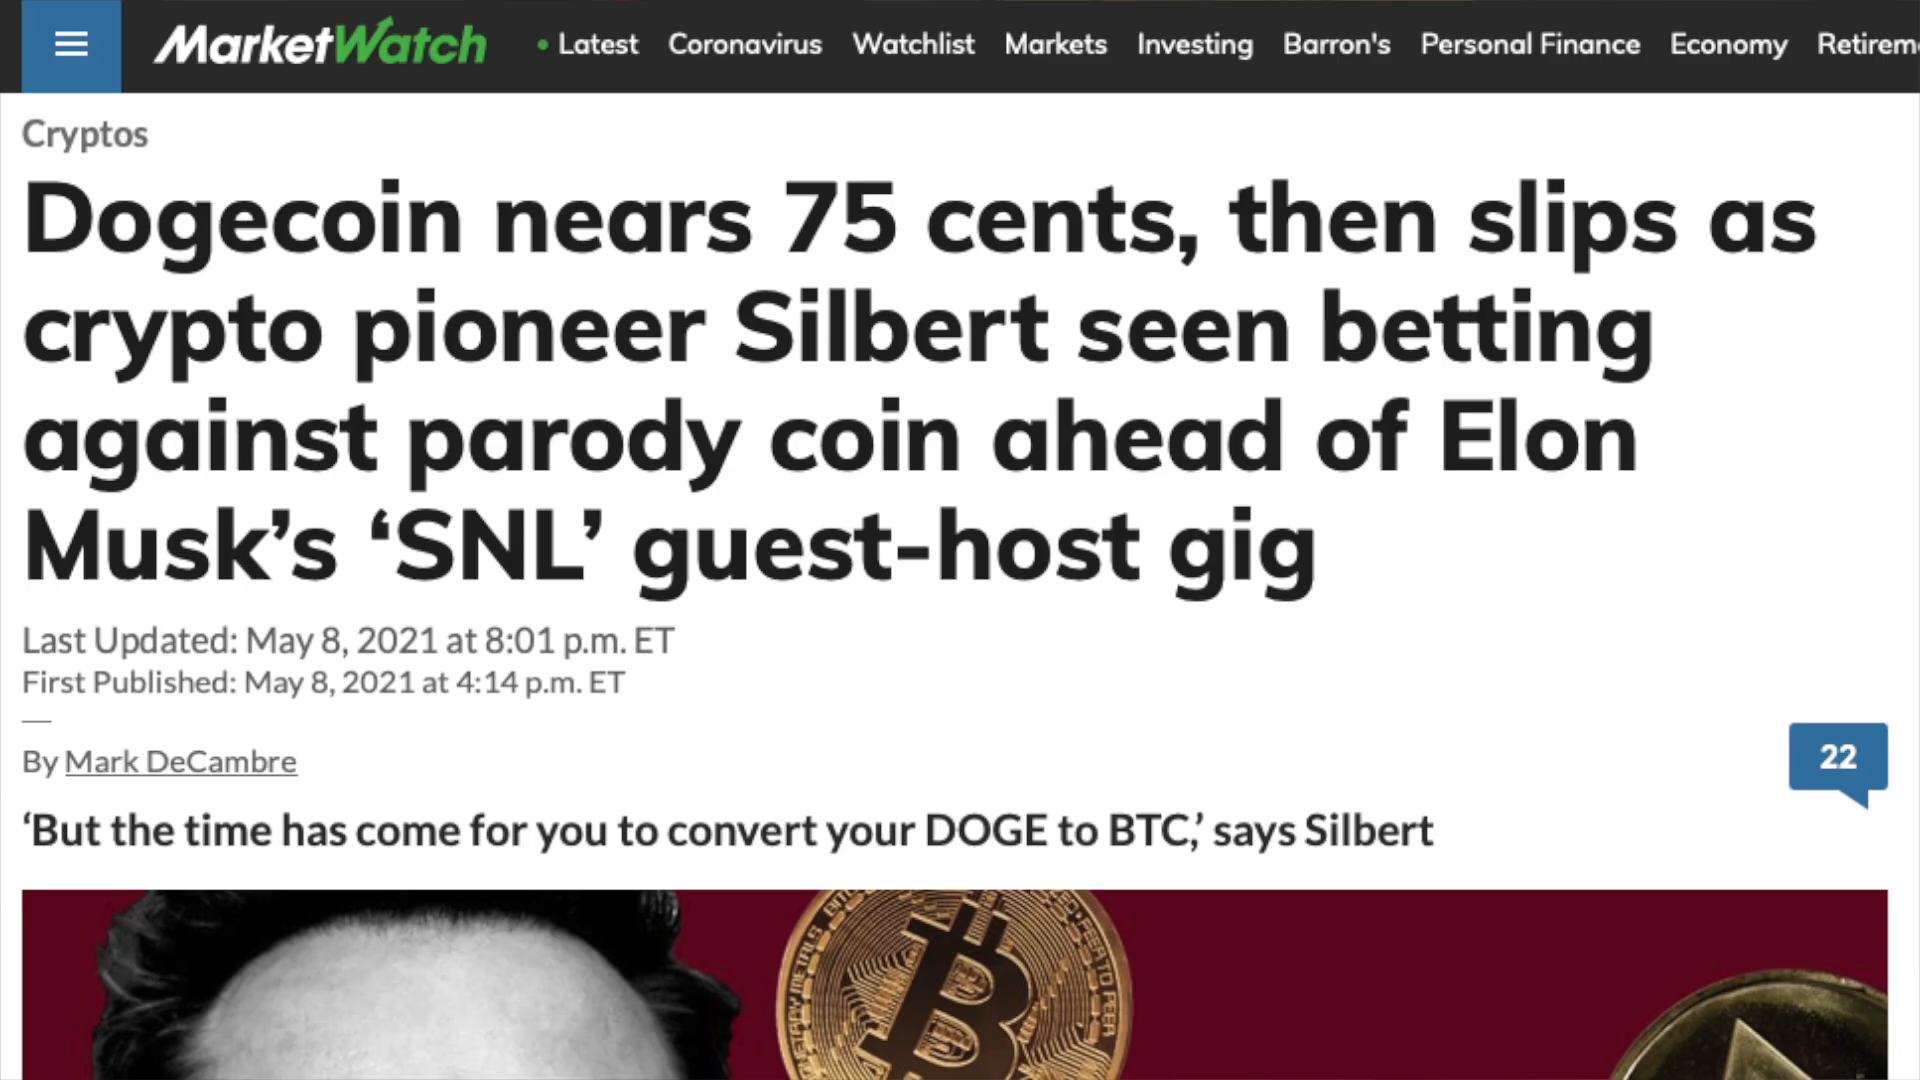 MarketWatch
• Latest Coronavirus Watchlist Markets Investing Barron's Personal Finance Economy Retirem
Cryptos
Dogecoin nears 75 cents, then slips as
crypto pioneer Silbert seen betting
against parody coin ahead of Elon
Musk’s ‘SNL’ guest-host gig
Last Updated: May 8, 2021 at 8:01 p.m. ET
First Published: May 8, 2021 at 4:14 p.m. ET
By Mark DeCambre
22
‘But the time has come for you to convert your DOGE to BTC,’ says Silbert